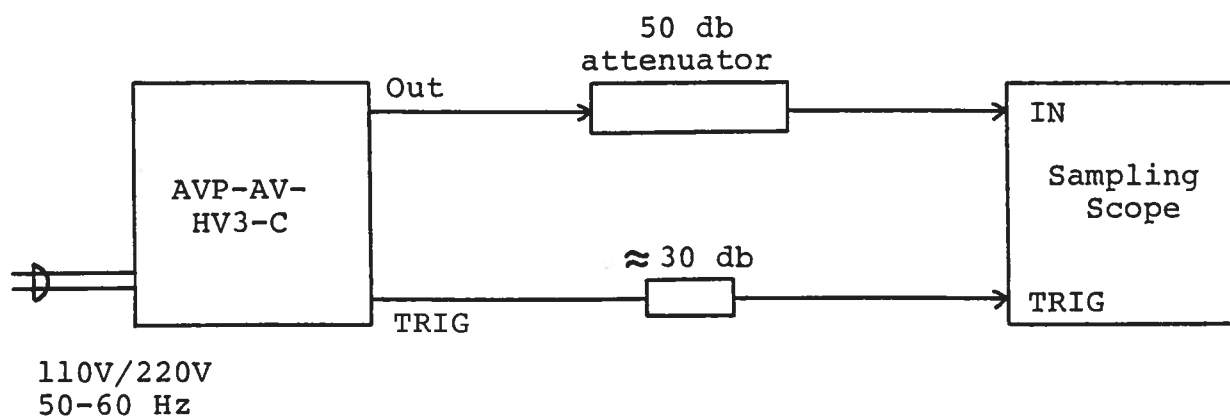 50 db
attenuator
Out
IN
AVP-AV-
HV3-C
Sampling
Scope
≈ 30 db
TRIG
TRIG
110V/220V
50-60 Hz